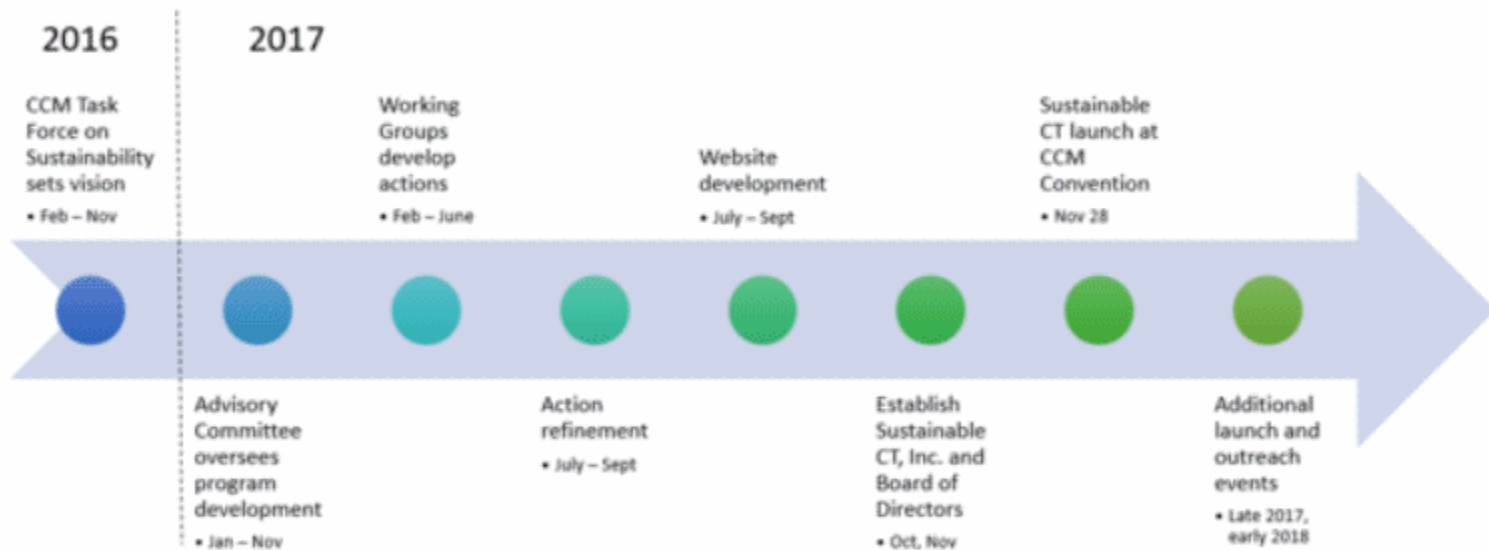 2016
2017
CCM Task
Force on
Sustainability
sets vision
• Feb – Nov
Working
Groups
develop
actions
• Feb – June
Website
development
• July – Sept
Sustainable
CT launch at
CCM
Convention
• Nov 28
Advisory
Committee
oversees
program
development
• Jan – Nov
Action
refinement
• July – Sept
Establish
Sustainable
CT, Inc. and
Board of
Directors
• Oct, Nov
Additional
launch and
outreach
events
• Late 2017,
early 2018